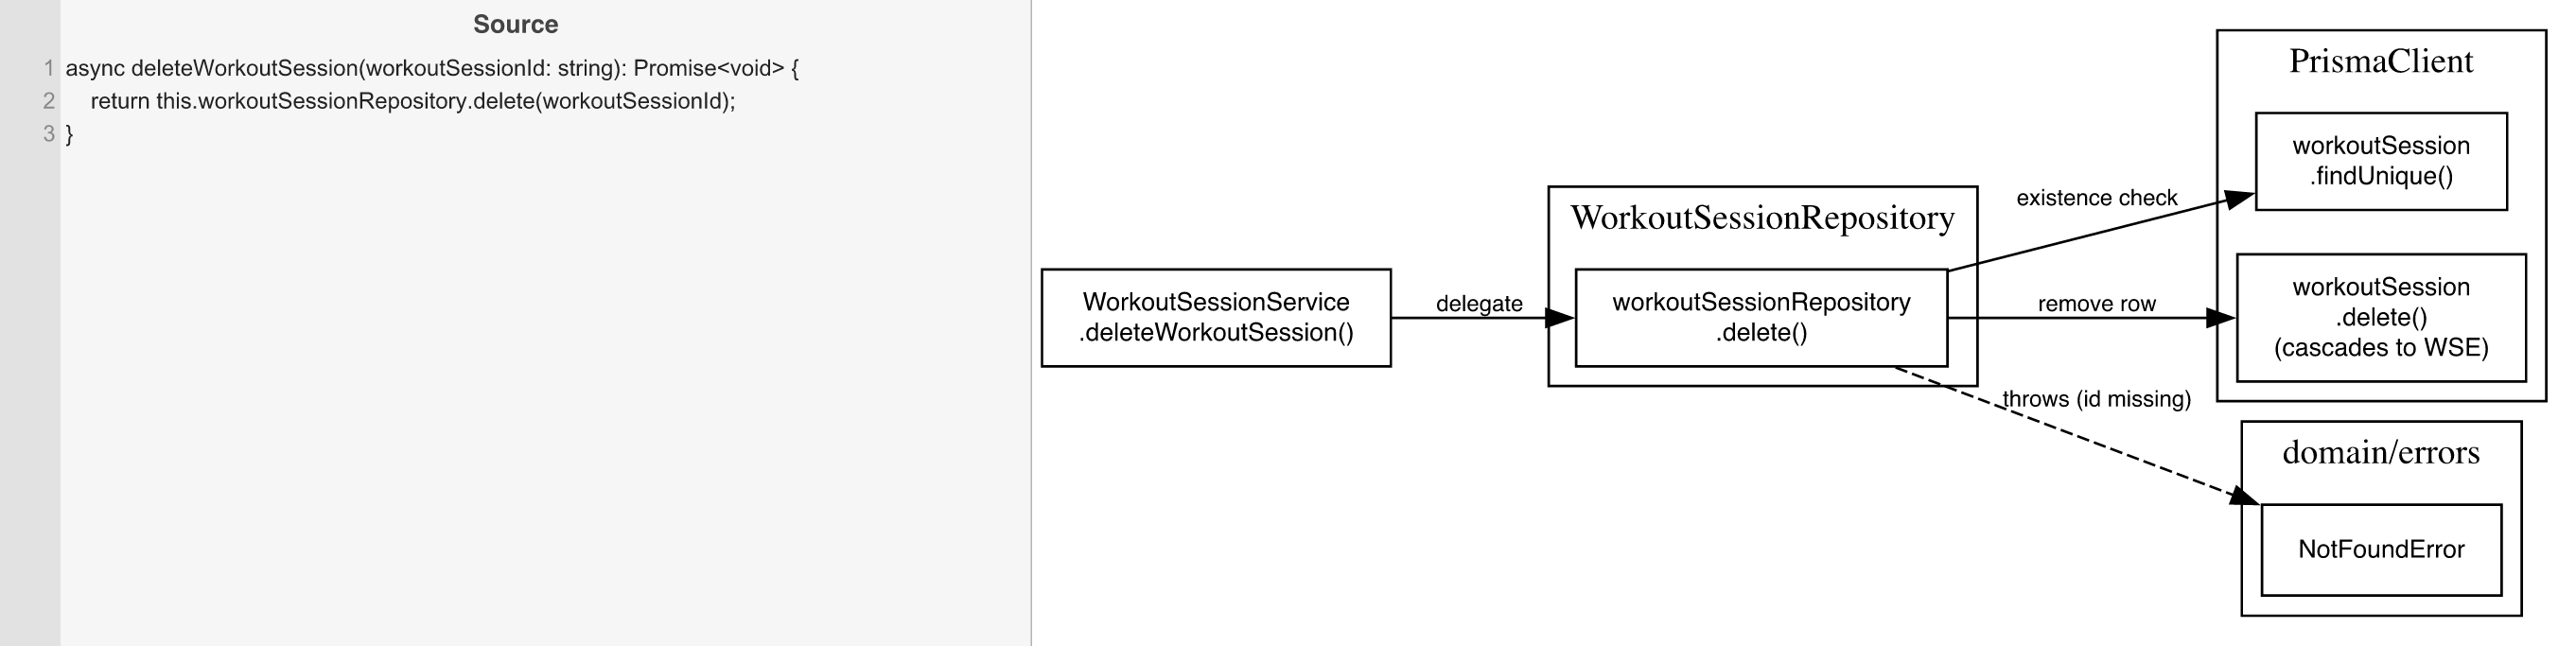 Source
1 async deleteWorkoutSession(workoutSessionId: string): Promise<void> {
2 return this.workoutSessionRepository.delete(workoutSessionId);
3 }
WorkoutSessionService
.deleteWorkoutSession()
delegate
WorkoutSessionRepository
workoutSessionRepository
.delete()
existence check
remove row
throws (id missing)
PrismaClient
workoutSession
.findUnique()
workoutSession
.delete()
(cascades to WSE)
domain/errors
NotFoundError